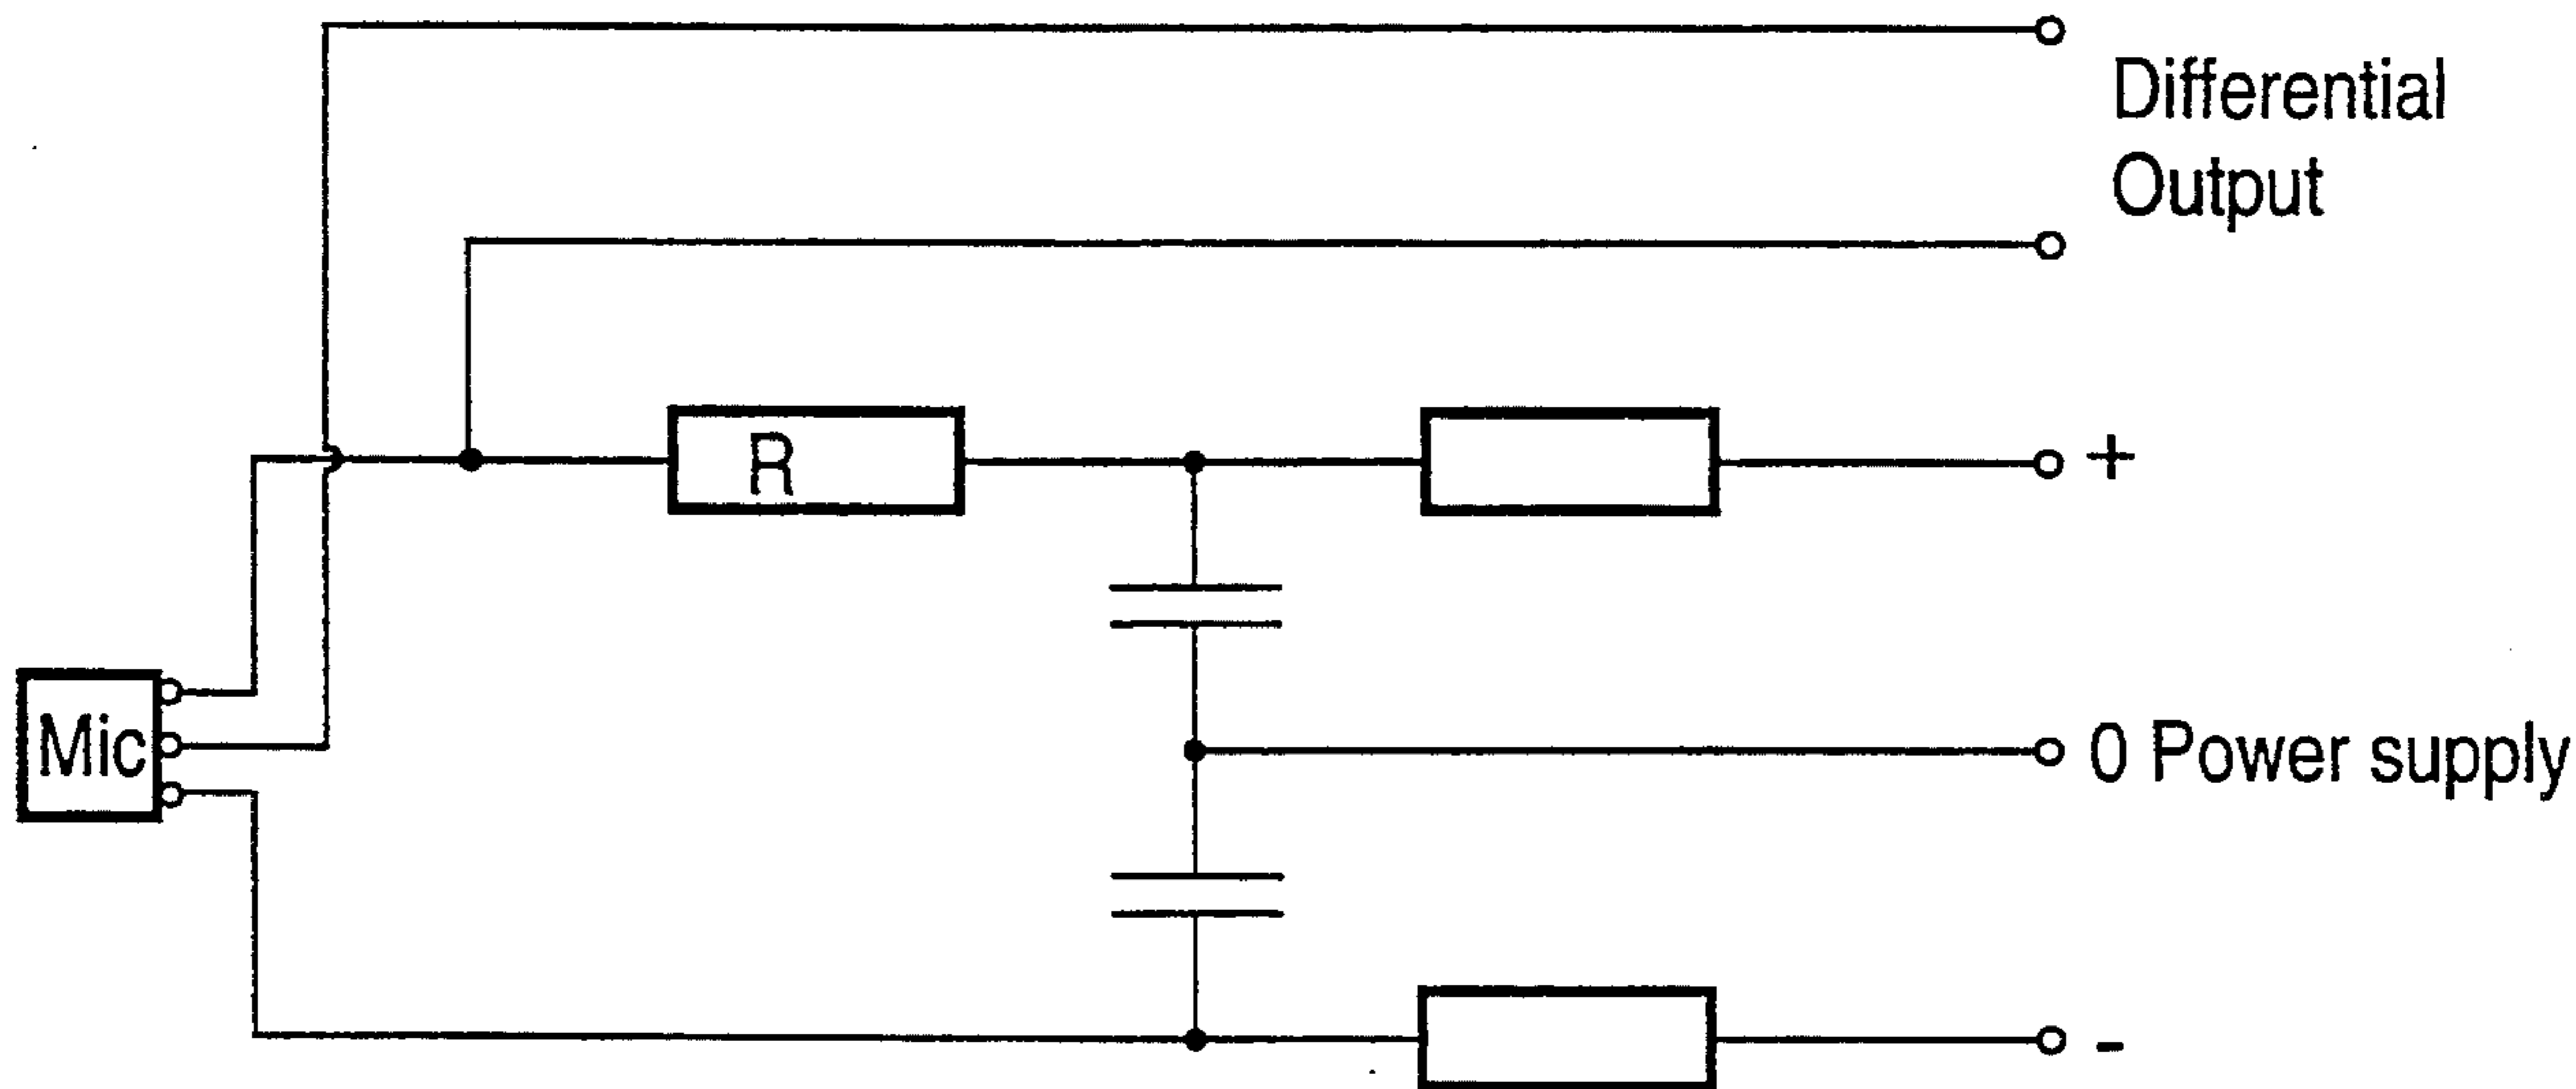 Differential
Output
R
+
Mic
0 Power supply
-